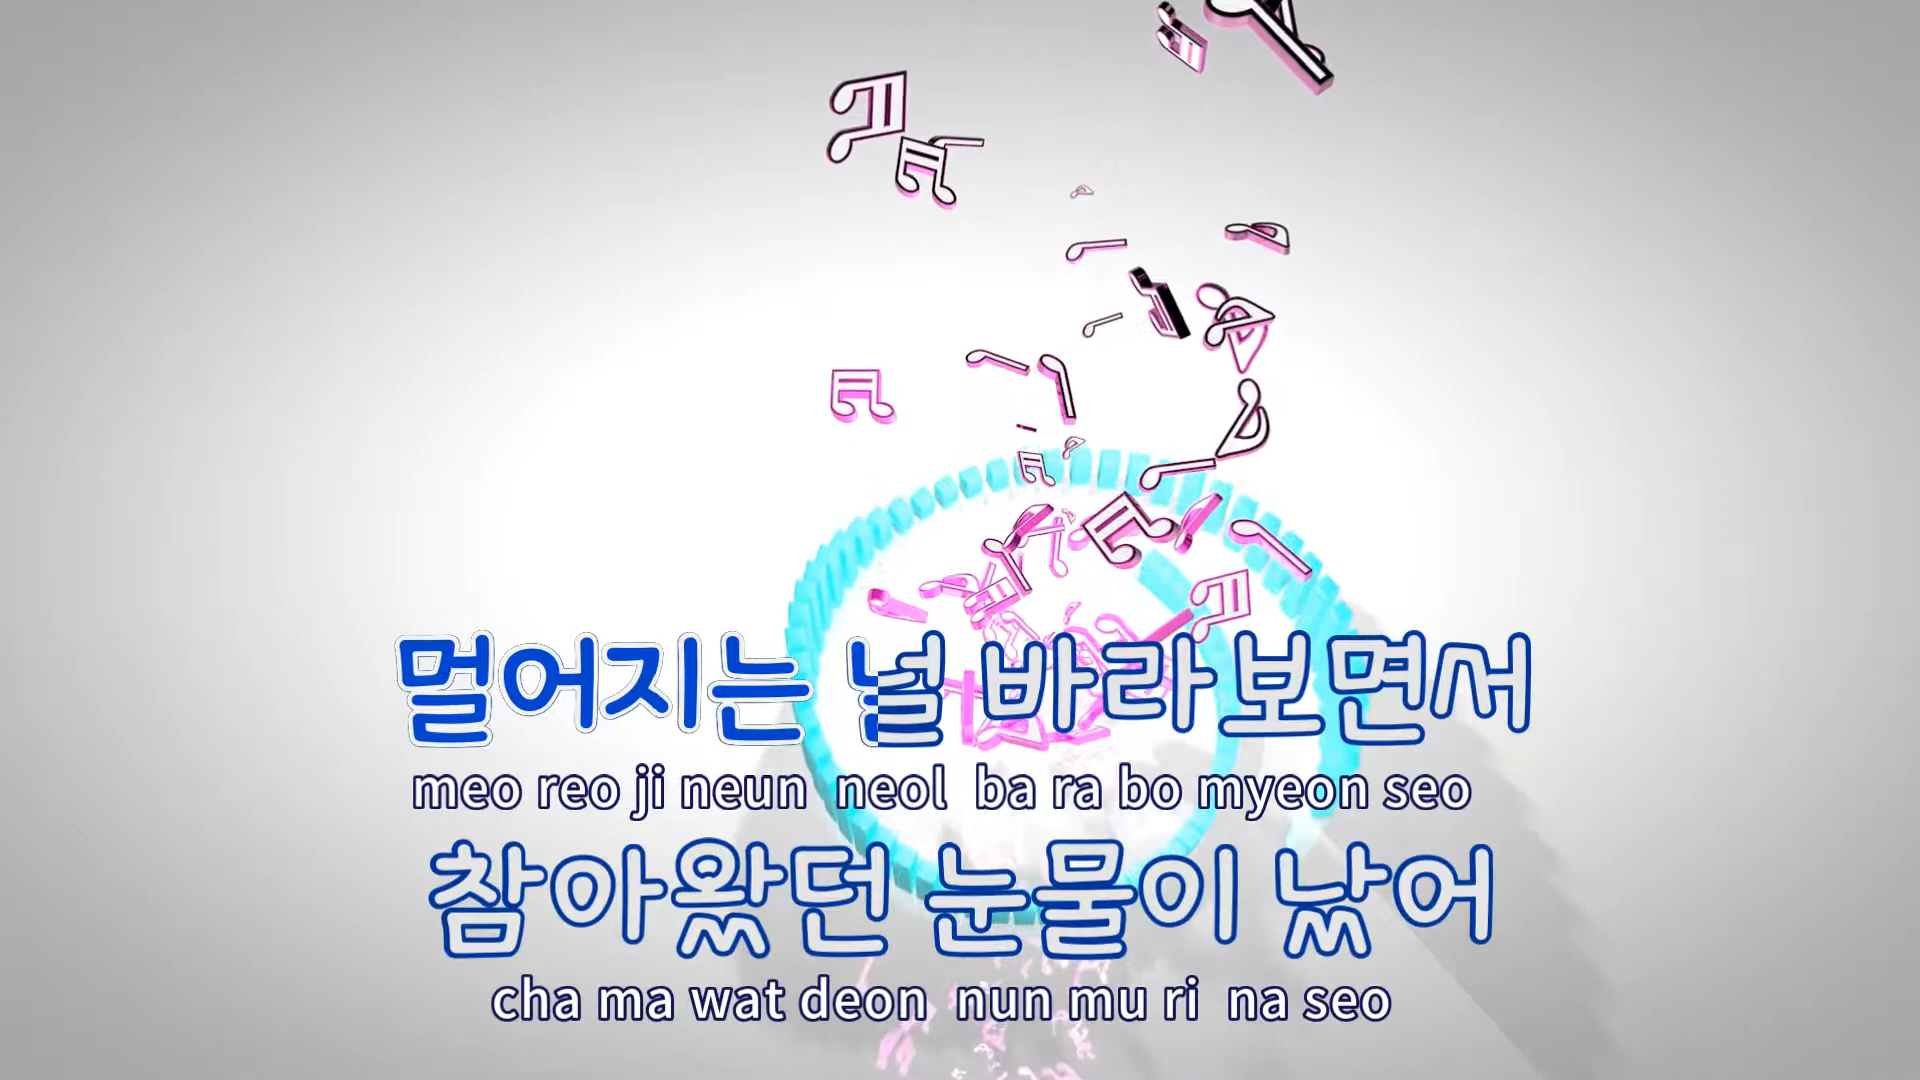 멀어지는 널 바라보면서
meo reo ji neun neol ba ra bo myeon seo
참아왔던 눈물이 났어
cha ma wat deon nun mu ri na seo